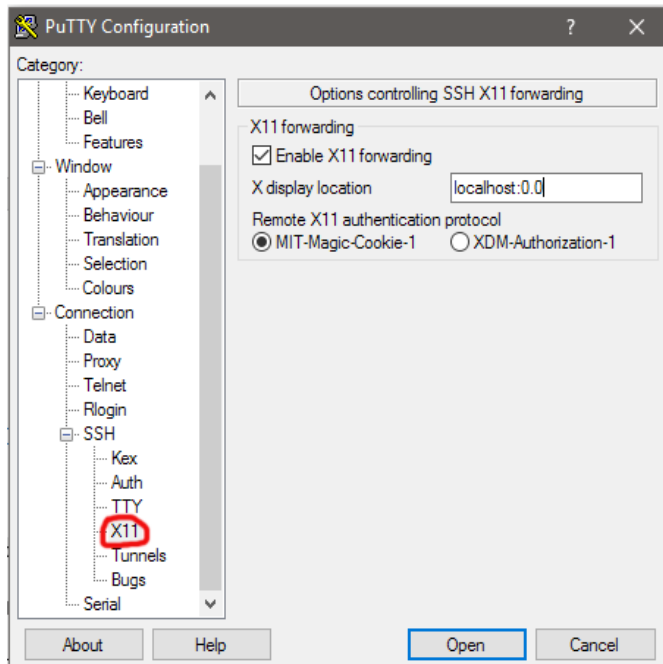 PuTTY Configuration
?
Category:
Keyboard
Bell
Features
Window
Appearance
Behaviour
Translation
Selection
Colours
Connection
Data
Proxy
Telnet
Rlogin
SSH
Kex
Auth
TTY
X11
Tunnels
Bugs
Serial
Options controlling SSH X11 forwarding
X11 forwarding
Enable X11 forwarding
X display location localhost:0.0
Remote X11 authentication protocol
MIT-Magic-Cookie-1 XDM-Authorization-1
About Help Open Cancel